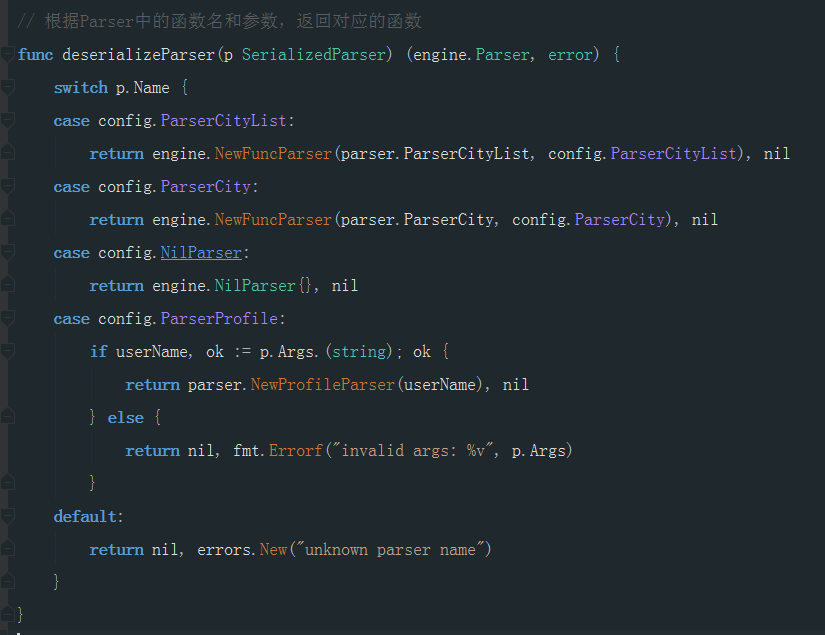 // 根据Parser中的函数名和参数，返回对应的函数
func deserializeParser(p SerializedParser) (engine.Parser, error) {
    switch p.Name {
    case config.ParserCityList:
        return engine.NewFuncParser(parser.ParserCityList, config.ParserCityList), nil
    case config.ParserCity:
        return engine.NewFuncParser(parser.ParserCity, config.ParserCity), nil
    case config.NilParser:
        return engine.NilParser{}, nil
    case config.ParserProfile:
        if userName, ok := p.Args.(string); ok {
            return parser.NewProfileParser(userName), nil
        } else {
            return nil, fmt.Errorf("invalid args: %v", p.Args)
        }
    default:
        return nil, errors.New("unknown parser name")
    }
}